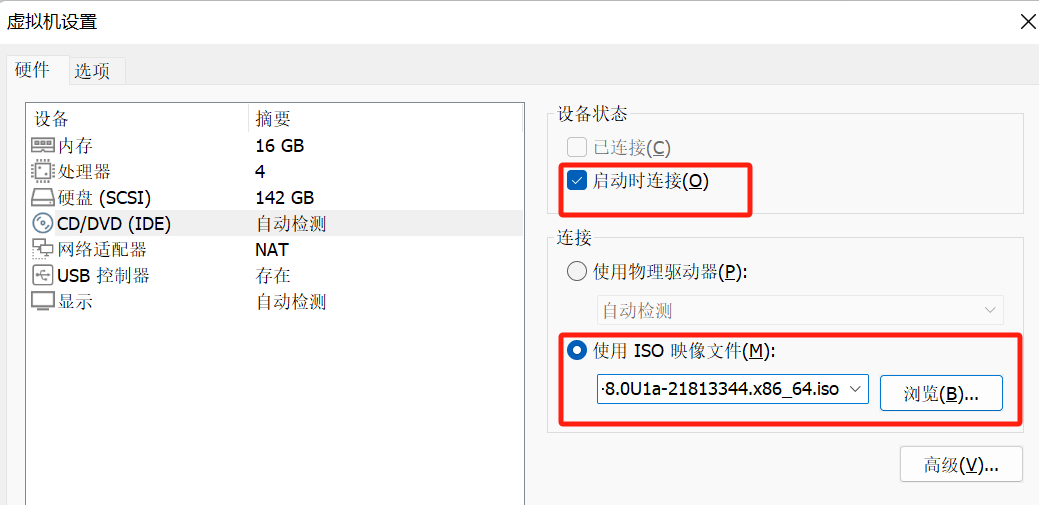 虚拟机设置
硬件 选项
设备 摘要
内存 16 GB
处理器 4
硬盘 (SCSI) 142 GB
CD/DVD (IDE) 自动检测
网络适配器 NAT
USB 控制器 存在
显示 自动检测
设备状态
已连接(C)
启动时连接(O)
连接
使用物理驱动器(P):
自动检测
使用 ISO 映像文件(M):
-8.0U1a-21813344.x86_64.iso 浏览(B)...
高级(V)...